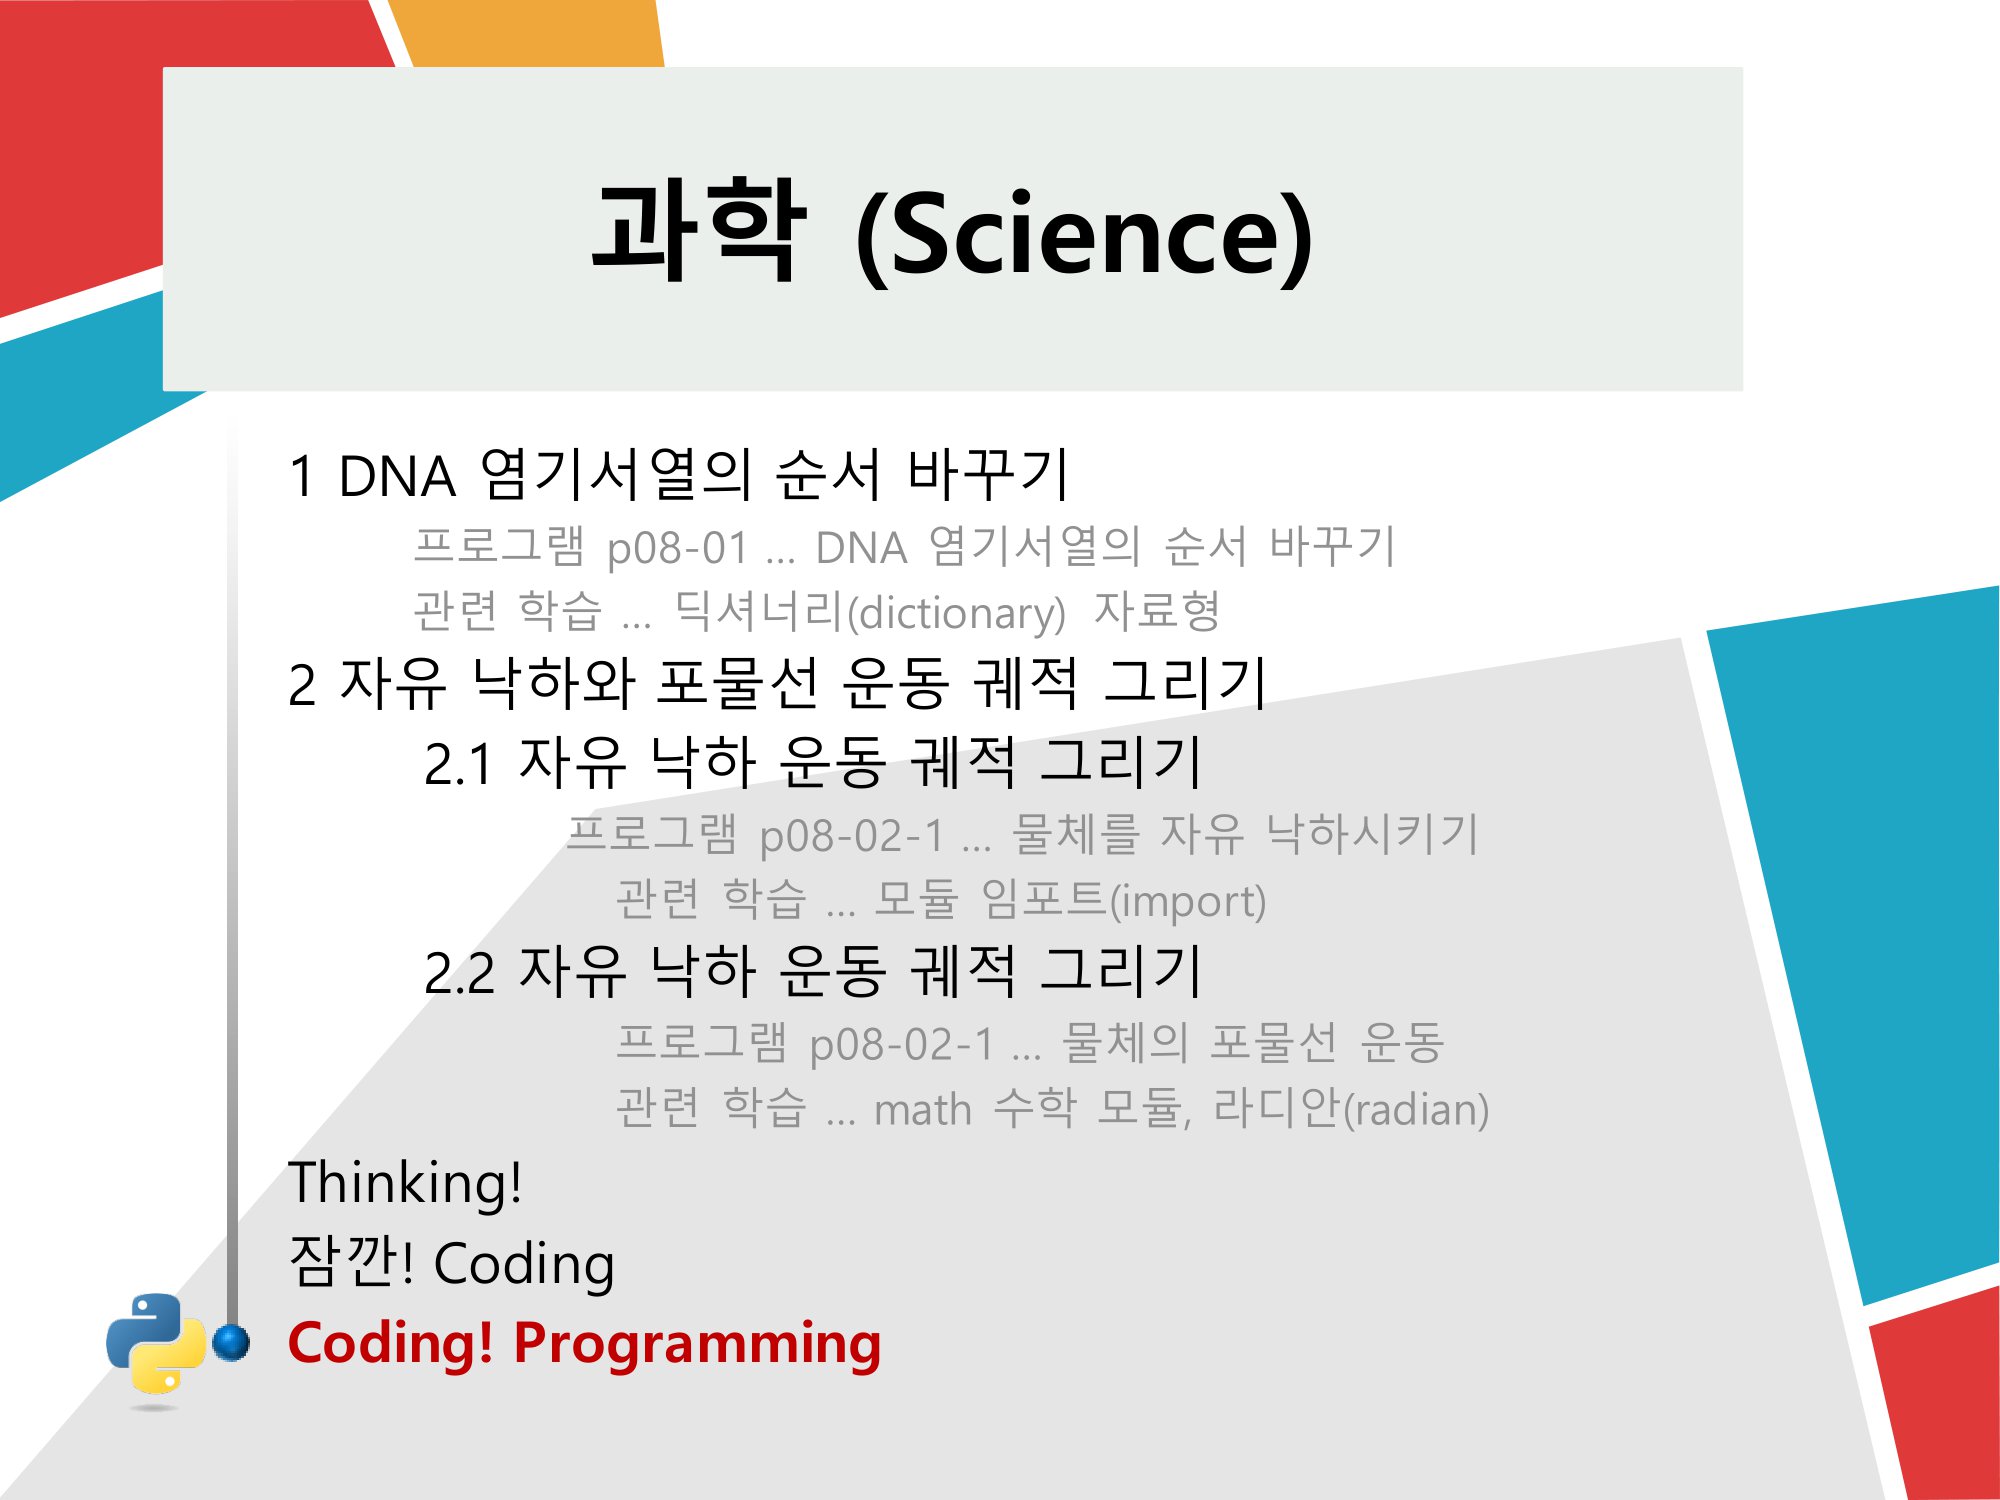 과학 (Science)
1 DNA 염기서열의 순서 바꾸기
프로그램 p08-01 ... DNA 염기서열의 순서 바꾸기
관련 학습 ... 딕셔너리(dictionary) 자료형
2 자유 낙하와 포물선 운동 궤적 그리기
2.1 자유 낙하 운동 궤적 그리기
프로그램 p08-02-1 ... 물체를 자유 낙하시키기
관련 학습 ... 모듈 임포트(import)
2.2 자유 낙하 운동 궤적 그리기
프로그램 p08-02-1 ... 물체의 포물선 운동
관련 학습 ... math 수학 모듈, 라디안(radian)
Thinking!
잠깐! Coding
Coding! Programming